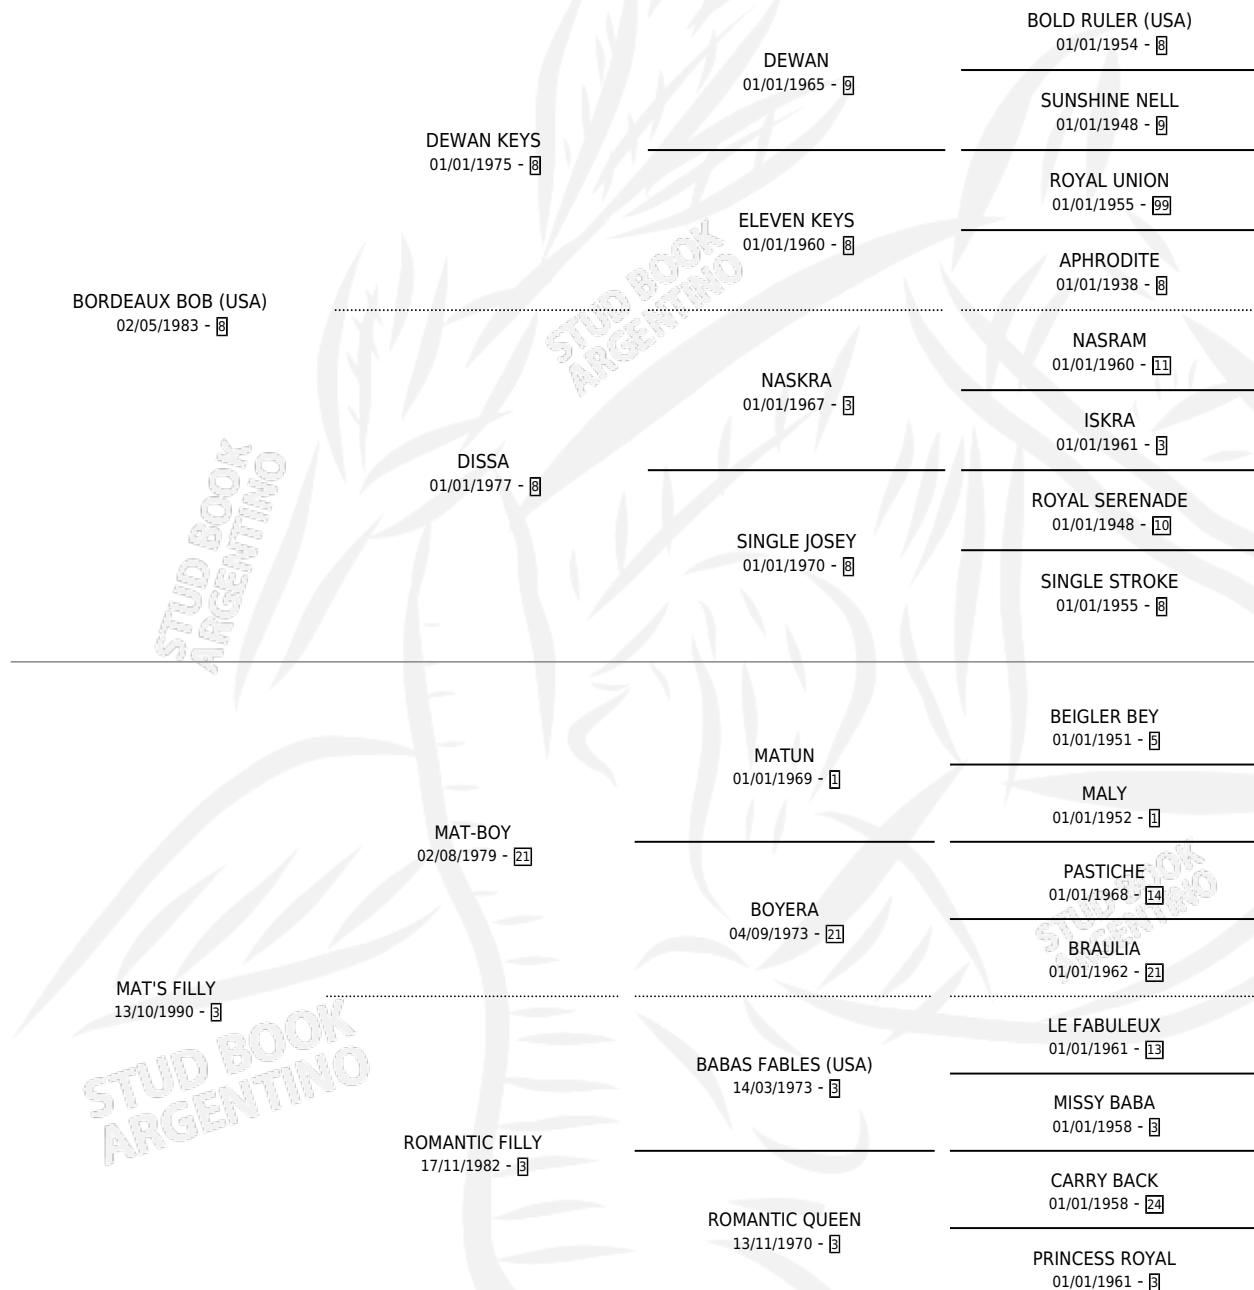 BOLD RULER (USA)
01/01/1954 - 8
DEWAN
01/01/1965 - 9
SUNSHINE NELL
01/01/1948 - 9
DEWAN KEYS
01/01/1975 - 8
ROYAL UNION
01/01/1955 - 99
ELEVEN KEYS
01/01/1960 - 8
APHRODITE
01/01/1938 - 8
BORDEAUX BOB (USA)
02/05/1983 - 8
STUD BOOK
ARGENTINO
NASRAM
01/01/1960 - 11
NASKRA
01/01/1967 - 3
ISKRA
01/01/1961 - 3
DISSA
01/01/1977 - 8
ROYAL SERENADE
01/01/1948 - 10
SINGLE JOSEY
01/01/1970 - 8
SINGLE STROKE
01/01/1955 - 8
STUD BOOK
ARGENTINO
BEIGLER BEY
01/01/1951 - 5
MATUN
01/01/1969 - 1
MALY
01/01/1952 - 1
MAT-BOY
02/08/1979 - 21
PASTICHE
01/01/1968 - 14
BOYERA
04/09/1973 - 21
BRAULIA
01/01/1962 - 21
STUD BOOK
ARGENTINO
MAT'S FILLY
13/10/1990 - 3
LE FABULEUX
01/01/1961 - 13
BABAS FABLES (USA)
14/03/1973 - 3
MISSY BABA
01/01/1958 - 3
STUD BOOK
ARGENTINO
ROMANTIC FILLY
17/11/1982 - 3
CARRY BACK
01/01/1958 - 24
ROMANTIC QUEEN
13/11/1970 - 3
PRINCESS ROYAL
01/01/1961 - 3